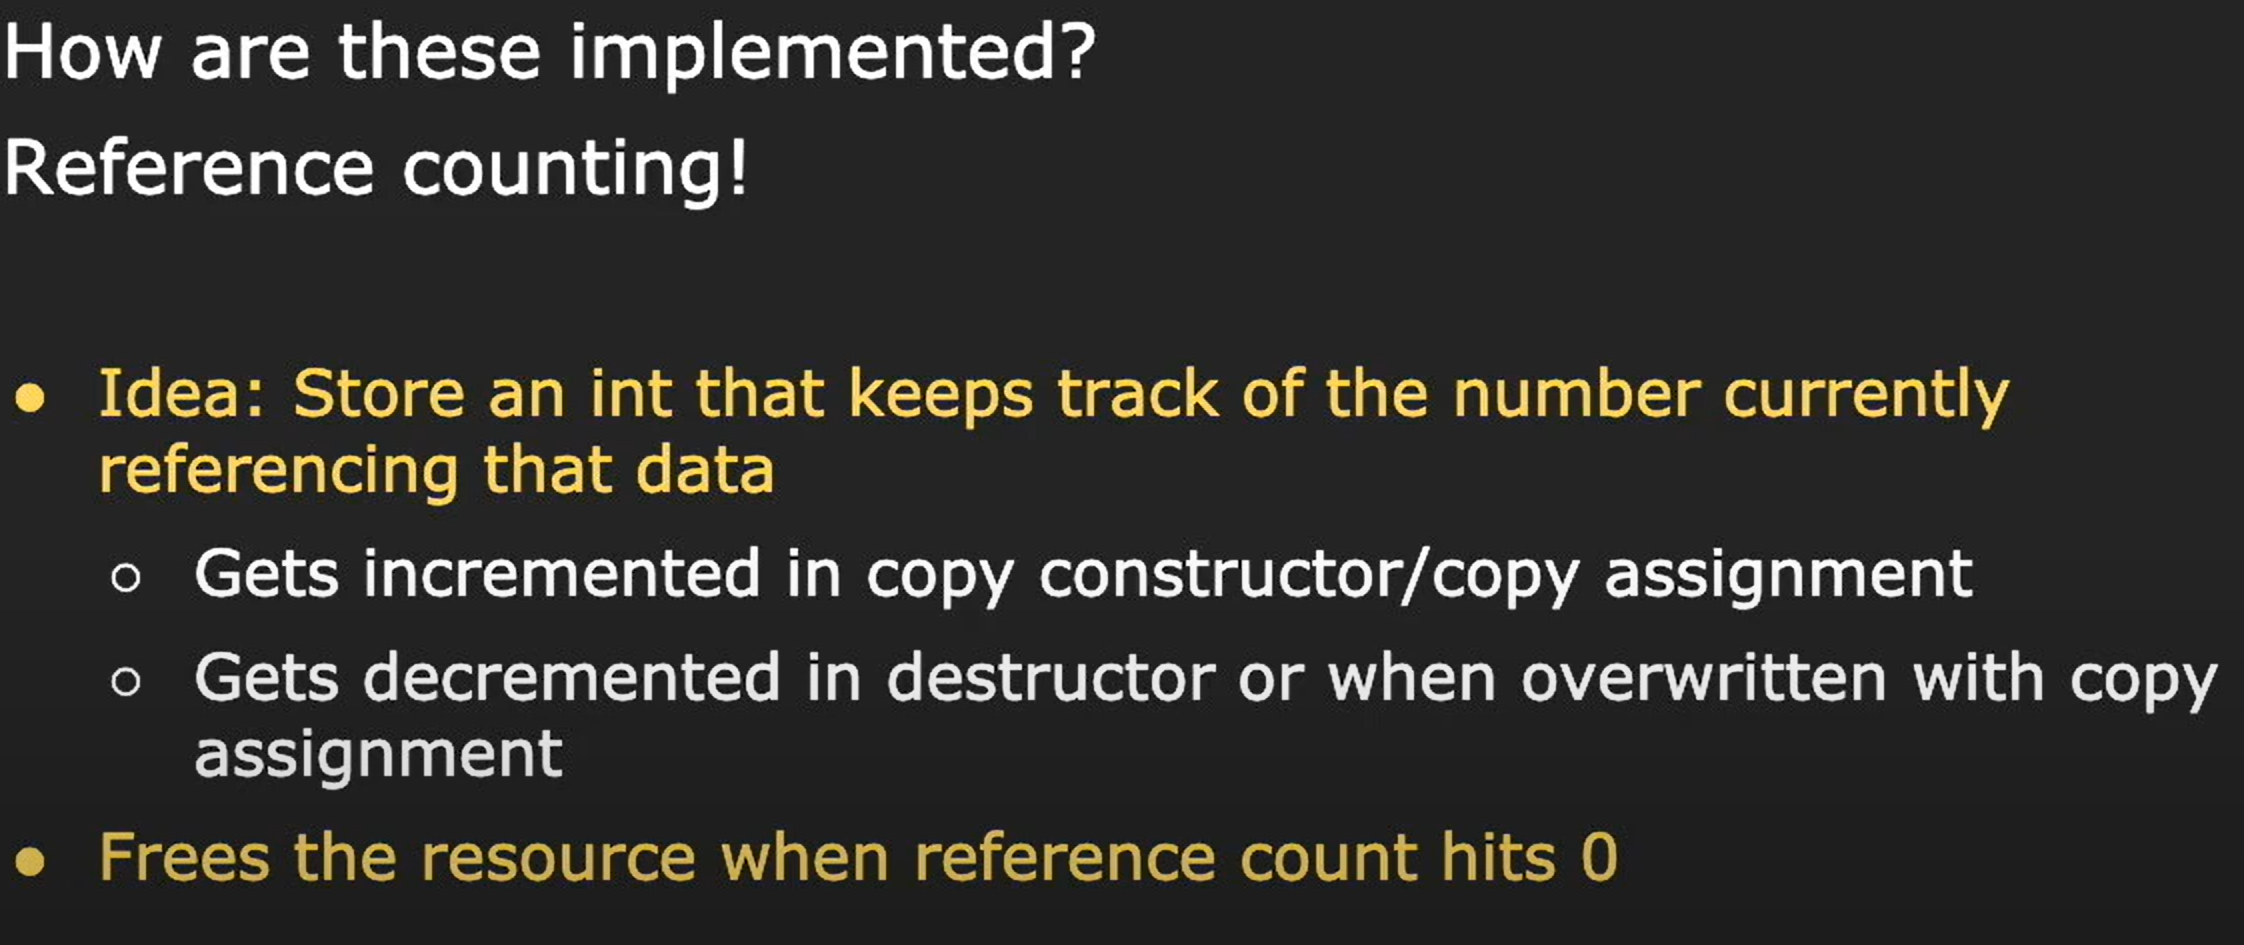 How are these implemented?
Reference counting!
● Idea: Store an int that keeps track of the number currently
referencing that data
○ Gets incremented in copy constructor/copy assignment
○ Gets decremented in destructor or when overwritten with copy
assignment
● Frees the resource when reference count hits 0